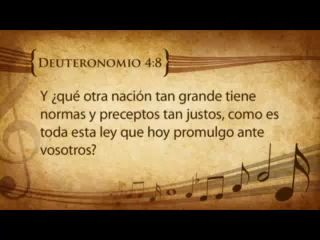 {DEUTERONOMIO 4:8}
Y ¿qué otra nación tan grande tiene
normas y preceptos tan justos, como es
toda esta ley que hoy promulgo ante
vosotros?